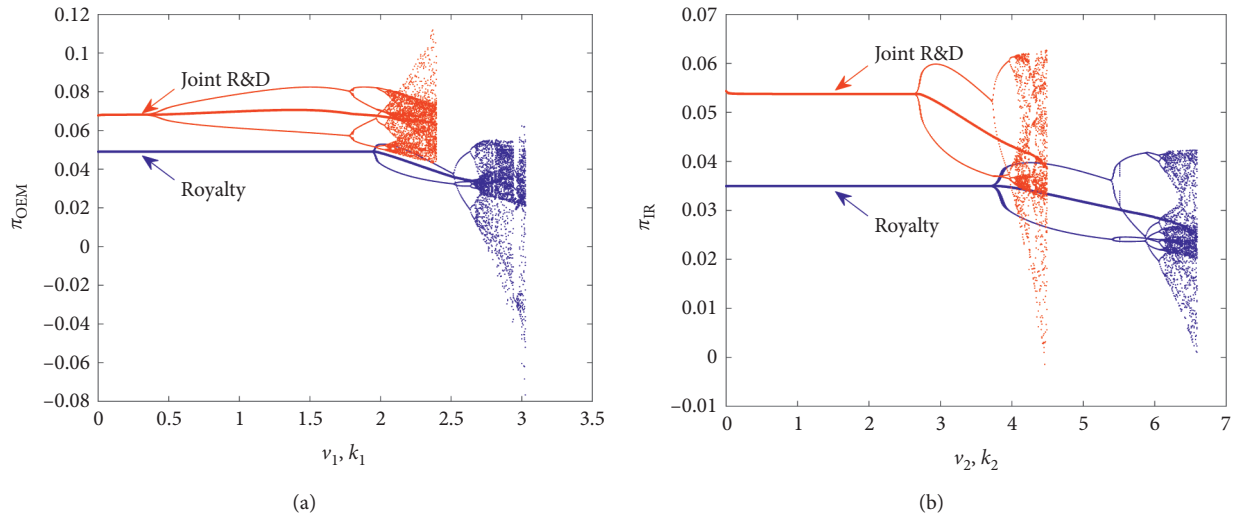 0.12
0.1
0.08
0.06
0.04
0.02
0
−0.02
−0.04
−0.06
−0.08
π_OEM
Joint R&D
Royalty
0 0.5 1 1.5 2 2.5 3 3.5
v₁, k₁
(a)
0.07
0.06
0.05
0.04
0.03
0.02
0.01
0
−0.01
π_IR
Joint R&D
Royalty
0 1 2 3 4 5 6 7
v₂, k₂
(b)